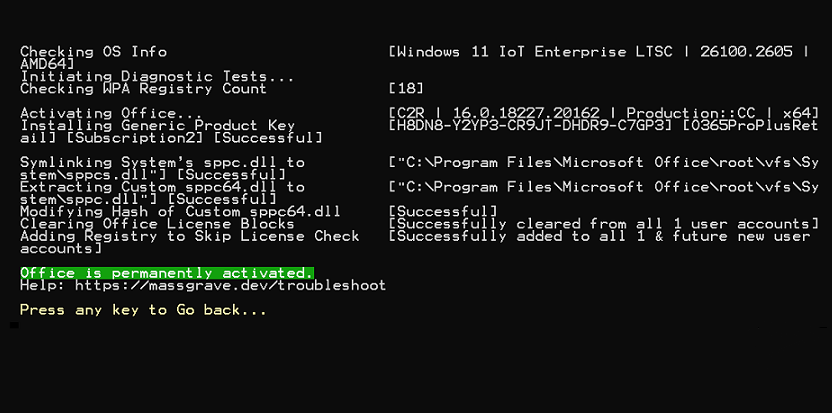 Checking OS Info [Windows 11 IoT Enterprise LTSC | 26100.2605 |
AMD64]
Initiating Diagnostic Tests...
Checking WPA Registry Count [18]
Activating Office... [C2R | 16.0.18227.20162 | Production::CC | x64]
Installing Generic Product Key [H8DN8-Y2YP3-CR9JT-DHDR9-C7GP3] [O365ProPlusRet
ail] [Subscription2] [Successful]
Symlinking System's sppc.dll to ["C:\Program Files\Microsoft Office\root\vfs\Sy
stem\sppcs.dll"] [Successful]
Extracting Custom sppc64.dll to ["C:\Program Files\Microsoft Office\root\vfs\Sy
stem\sppc.dll"] [Successful]
Modifying Hash of Custom sppc64.dll [Successful]
Clearing Office License Blocks [Successfully cleared from all 1 user accounts]
Adding Registry to Skip License Check [Successfully added to all 1 & future new user
accounts]
Office is permanently activated.
Help: https://massgrave.dev/troubleshoot
Press any key to Go back...